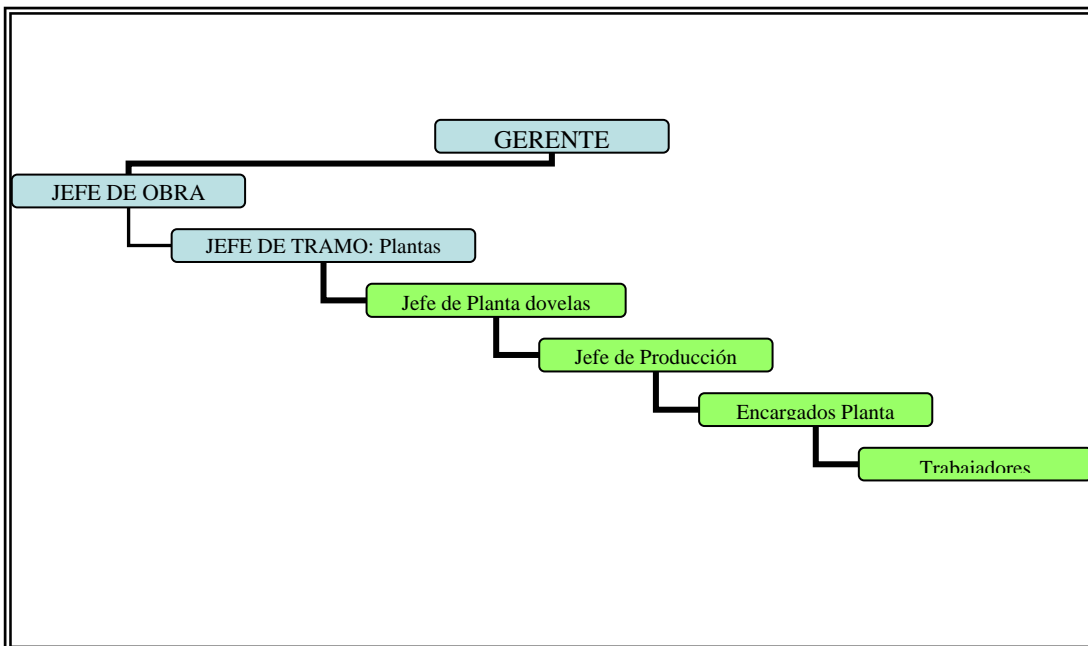 GERENTE
JEFE DE OBRA
JEFE DE TRAMO: Plantas
Jefe de Planta dovelas
Jefe de Producción
Encargados Planta
Trabajadores